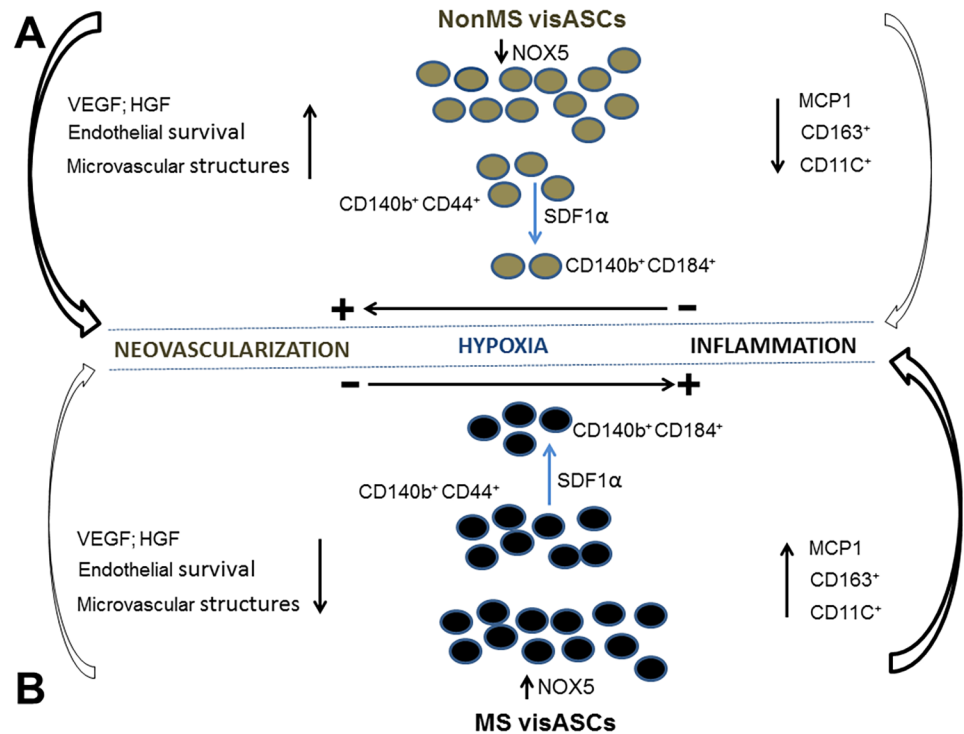 A
NonMS visASCs
NOX5
VEGF; HGF
Endothelial survival
Microvascular structures
MCP1
CD163⁺
CD11C⁺
CD140b⁺ CD44⁺
SDF1α
CD140b⁺ CD184⁺
+ −
NEOVASCULARIZATION HYPOXIA INFLAMMATION
− +
CD140b⁺ CD184⁺
CD140b⁺ CD44⁺
SDF1α
VEGF; HGF
Endothelial survival
Microvascular structures
MCP1
CD163⁺
CD11C⁺
NOX5
B
MS visASCs